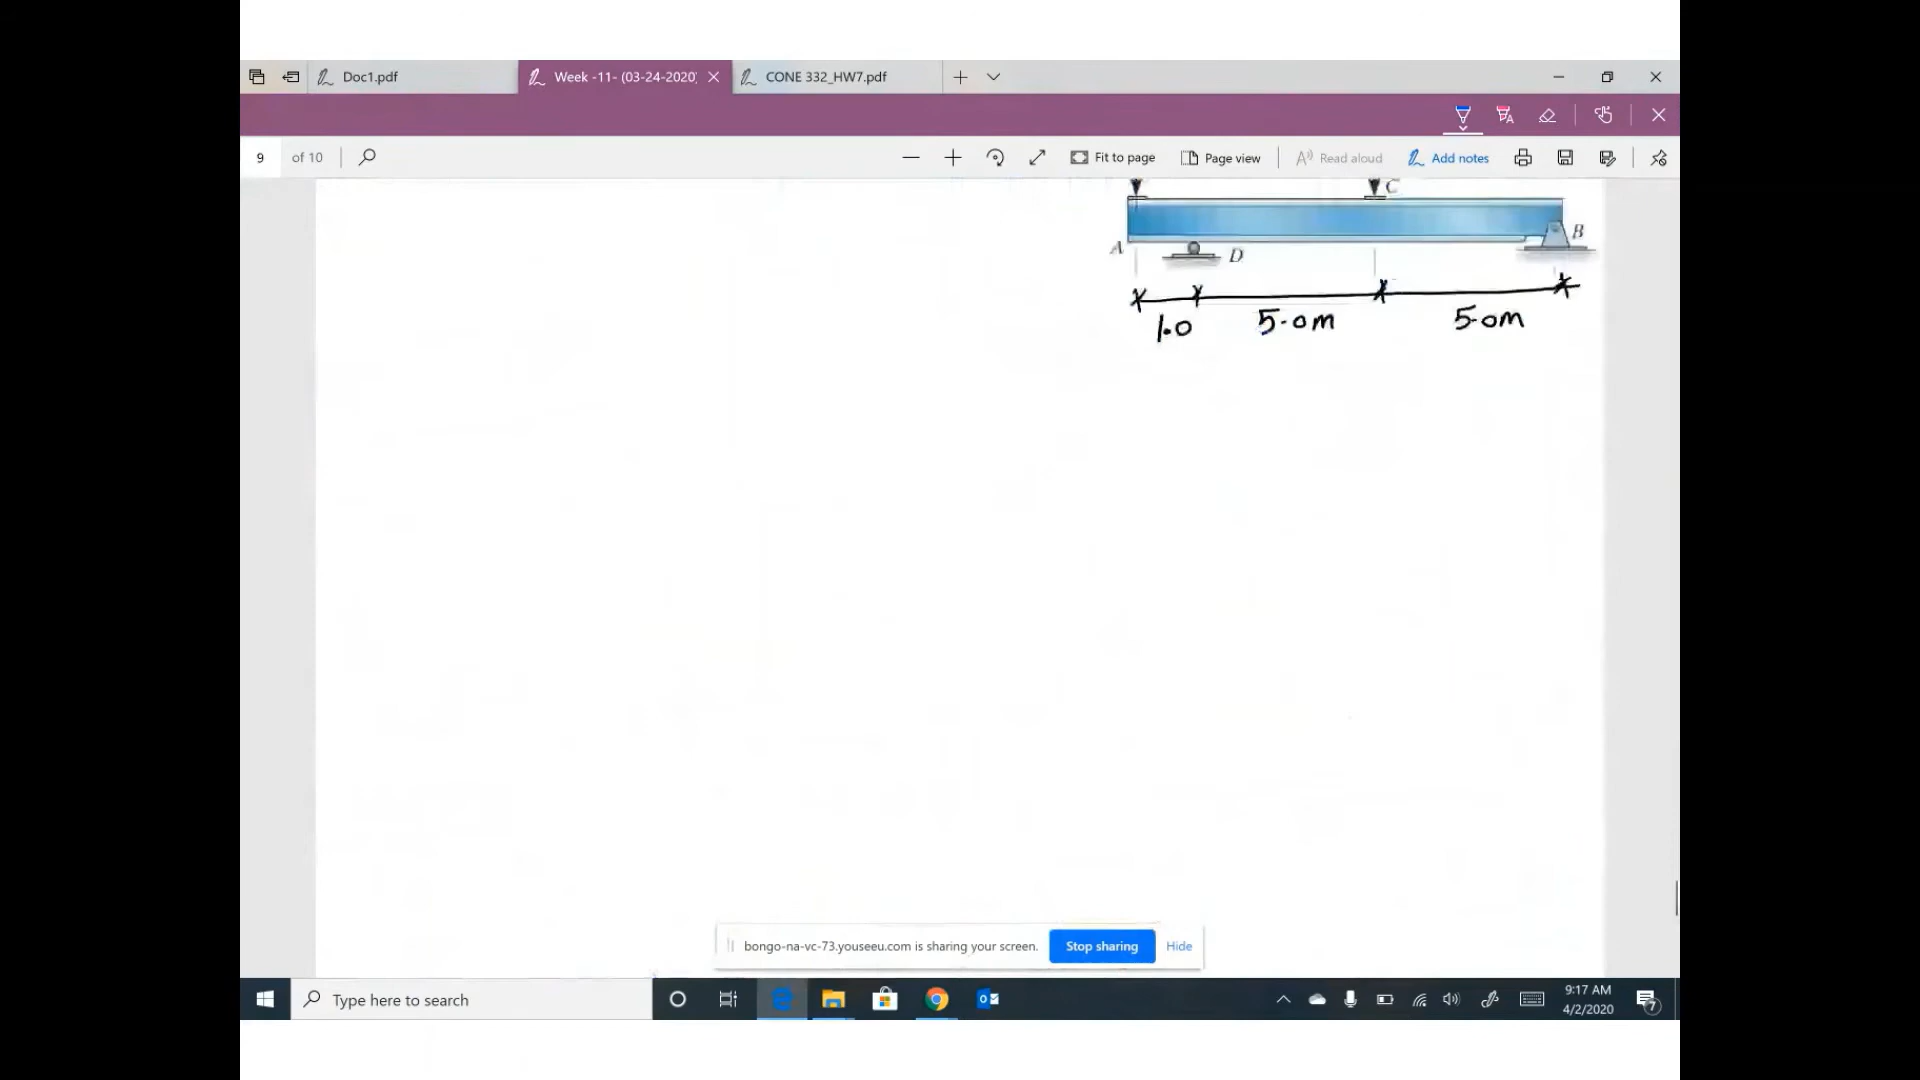 Doc1.pdf
Week -11- (03-24-2020)
CONE 332_HW7.pdf
9 of 10
Fit to page
Page view
Read aloud
Add notes
C
A
D
B
1.0
5.0m
5.0m
bongo-na-vc-73.youseeu.com is sharing your screen.
Stop sharing
Hide
Type here to search
9:17 AM
4/2/2020
7